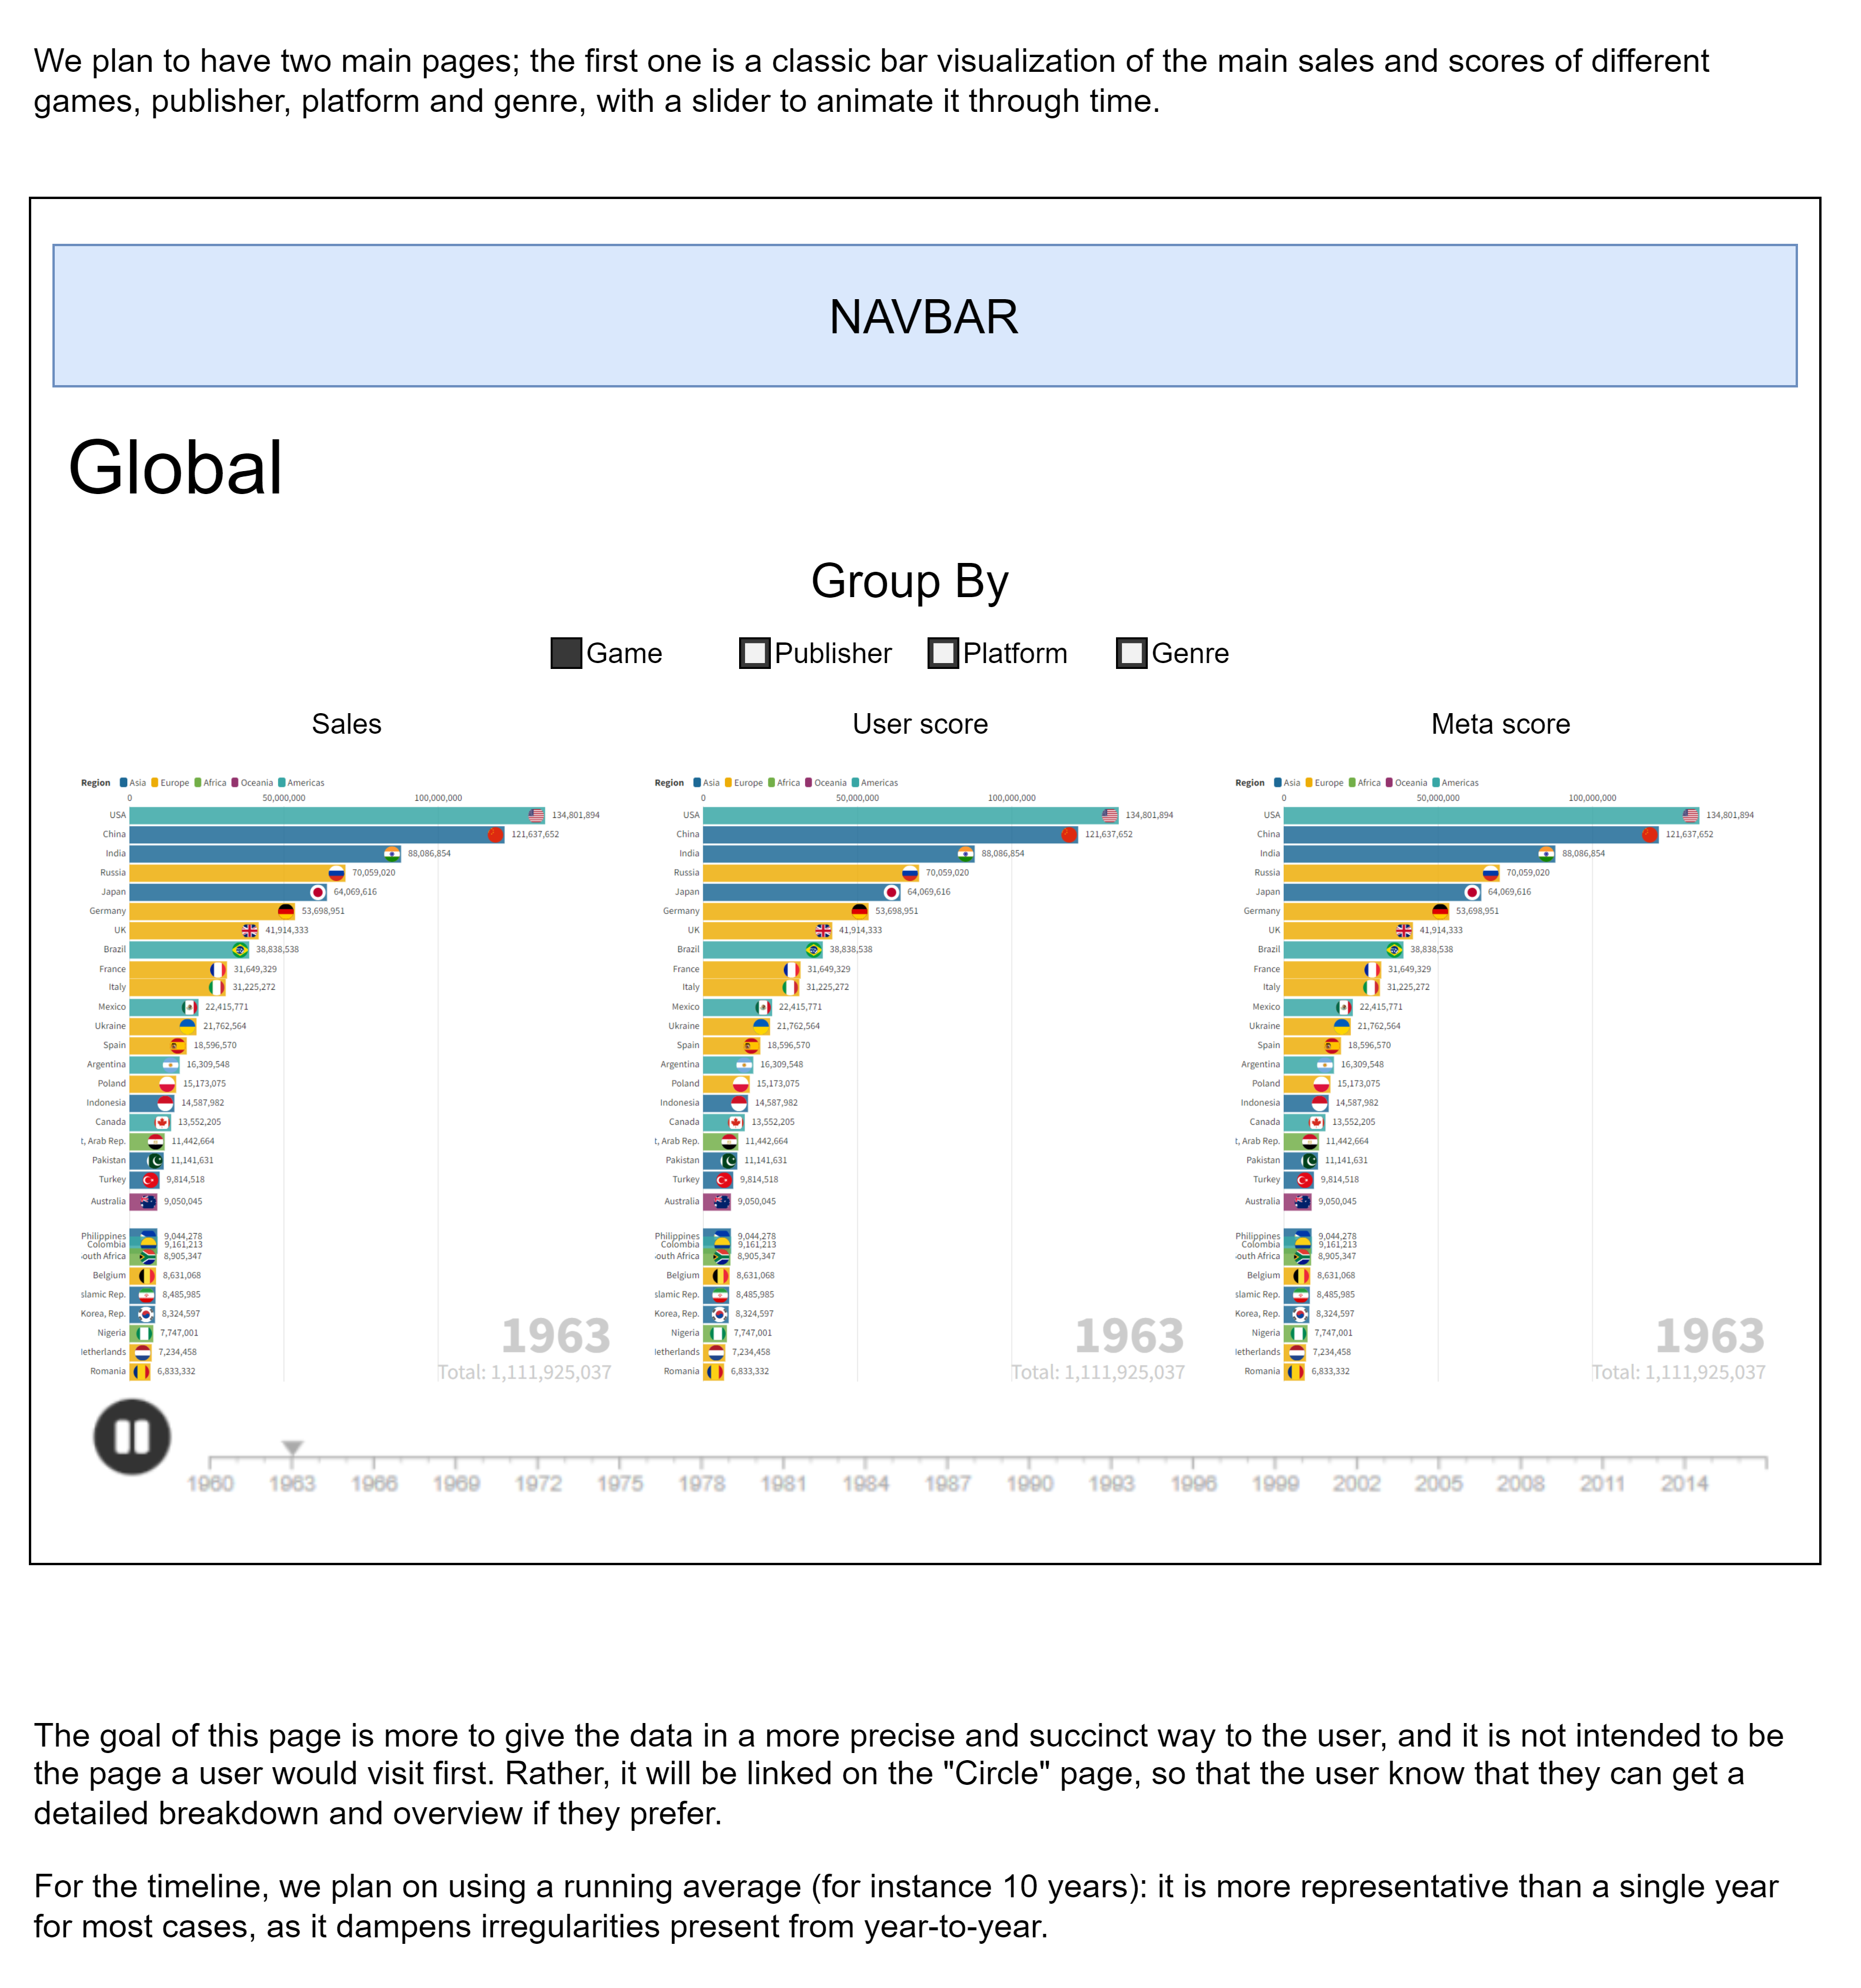 We plan to have two main pages; the first one is a classic bar visualization of the main sales and scores of different
games, publisher, platform and genre, with a slider to animate it through time.
NAVBAR
Global
Group By
Game Publisher Platform Genre
Sales
Region Asia Europe Africa Oceania Americas
0 50,000,000 100,000,000
USA 134,801,894
China 121,637,652
India 88,086,854
Russia 70,059,020
Japan 64,069,616
Germany 53,698,951
UK 41,914,333
Brazil 38,838,538
France 31,649,329
Italy 31,225,272
Mexico 22,415,771
Ukraine 21,762,564
Spain 18,596,570
Argentina 16,309,548
Poland 15,173,075
Indonesia 14,587,982
Canada 13,552,205
t, Arab Rep. 11,442,664
Pakistan 11,141,631
Turkey 9,814,518
Australia 9,050,045
Philippines 9,044,278
Colombia 9,161,213
outh Africa 8,905,347
Belgium 8,631,068
slamic Rep. 8,485,985
Korea, Rep. 8,324,597
Nigeria 7,747,001
letherlands 7,234,458
Romania 6,833,332
1963
Total: 1,111,925,037
User score
Region Asia Europe Africa Oceania Americas
0 50,000,000 100,000,000
USA 134,801,894
China 121,637,652
India 88,086,854
Russia 70,059,020
Japan 64,069,616
Germany 53,698,951
UK 41,914,333
Brazil 38,838,538
France 31,649,329
Italy 31,225,272
Mexico 22,415,771
Ukraine 21,762,564
Spain 18,596,570
Argentina 16,309,548
Poland 15,173,075
Indonesia 14,587,982
Canada 13,552,205
t, Arab Rep. 11,442,664
Pakistan 11,141,631
Turkey 9,814,518
Australia 9,050,045
Philippines 9,044,278
Colombia 9,161,213
outh Africa 8,905,347
Belgium 8,631,068
slamic Rep. 8,485,985
Korea, Rep. 8,324,597
Nigeria 7,747,001
letherlands 7,234,458
Romania 6,833,332
1963
Total: 1,111,925,037
Meta score
Region Asia Europe Africa Oceania Americas
0 50,000,000 100,000,000
USA 134,801,894
China 121,637,652
India 88,086,854
Russia 70,059,020
Japan 64,069,616
Germany 53,698,951
UK 41,914,333
Brazil 38,838,538
France 31,649,329
Italy 31,225,272
Mexico 22,415,771
Ukraine 21,762,564
Spain 18,596,570
Argentina 16,309,548
Poland 15,173,075
Indonesia 14,587,982
Canada 13,552,205
t, Arab Rep. 11,442,664
Pakistan 11,141,631
Turkey 9,814,518
Australia 9,050,045
Philippines 9,044,278
Colombia 9,161,213
outh Africa 8,905,347
Belgium 8,631,068
slamic Rep. 8,485,985
Korea, Rep. 8,324,597
Nigeria 7,747,001
letherlands 7,234,458
Romania 6,833,332
1963
Total: 1,111,925,037
1960 1963 1966 1969 1972 1975 1978 1981 1984 1987 1990 1993 1996 1999 2002 2005 2008 2011 2014
The goal of this page is more to give the data in a more precise and succinct way to the user, and it is not intended to be
the page a user would visit first. Rather, it will be linked on the "Circle" page, so that the user know that they can get a
detailed breakdown and overview if they prefer.
For the timeline, we plan on using a running average (for instance 10 years): it is more representative than a single year
for most cases, as it dampens irregularities present from year-to-year.